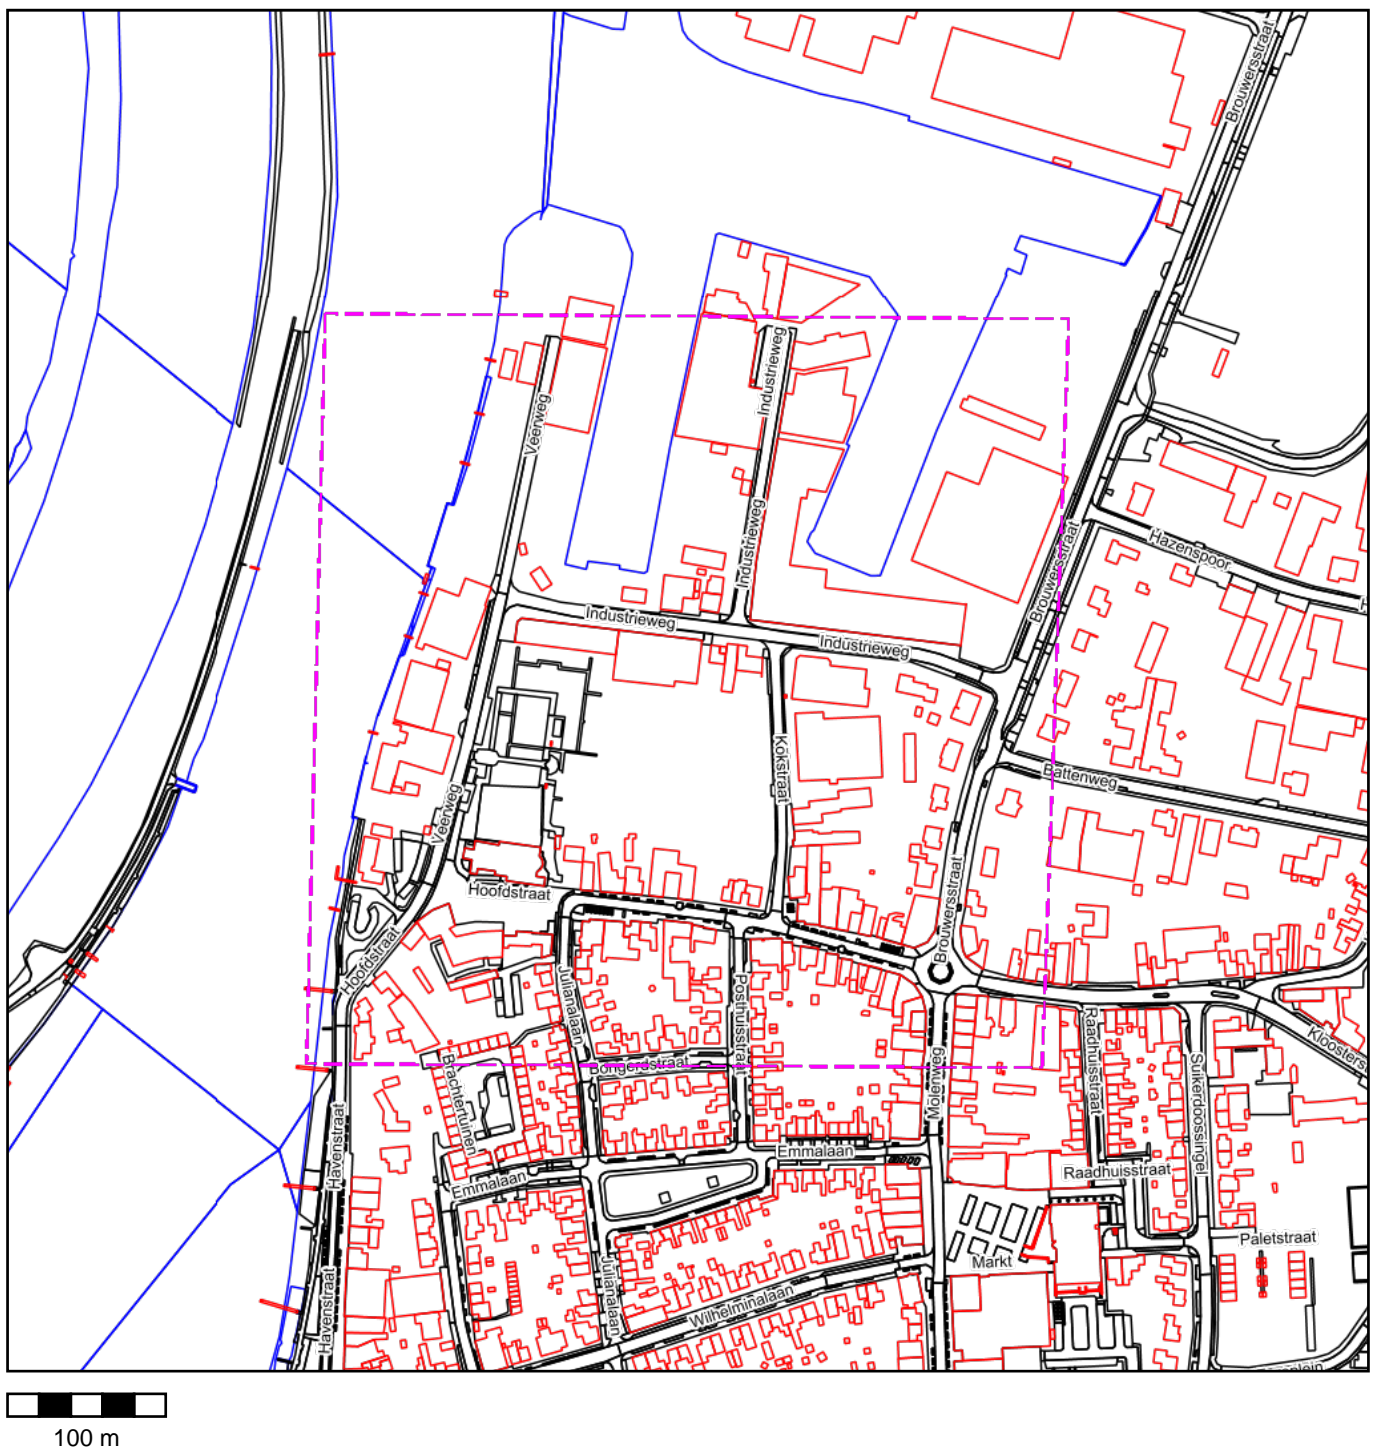 Brouwersstraat
Industrieweg
Veerweg
Industrieweg
Brouwersstraat
Hazenspoor
H
Industrieweg
Industrieweg
Kokstraat
Battenweg
Veerweg
Hoofdstraat
Brouwersstraat
Hoofdstraat
Julianalaan
Posthuisstraat
Bongerdstraat
Molenweg
Raadhuisstraat
Suikerdoossingel
Kloosters
Brachtertuinen
Havenstraat
Emmalaan
Emmalaan
Raadhuisstraat
Paletstraat
Markt
Julianalaan
Wilhelminalaan
Havenstraat
100 m